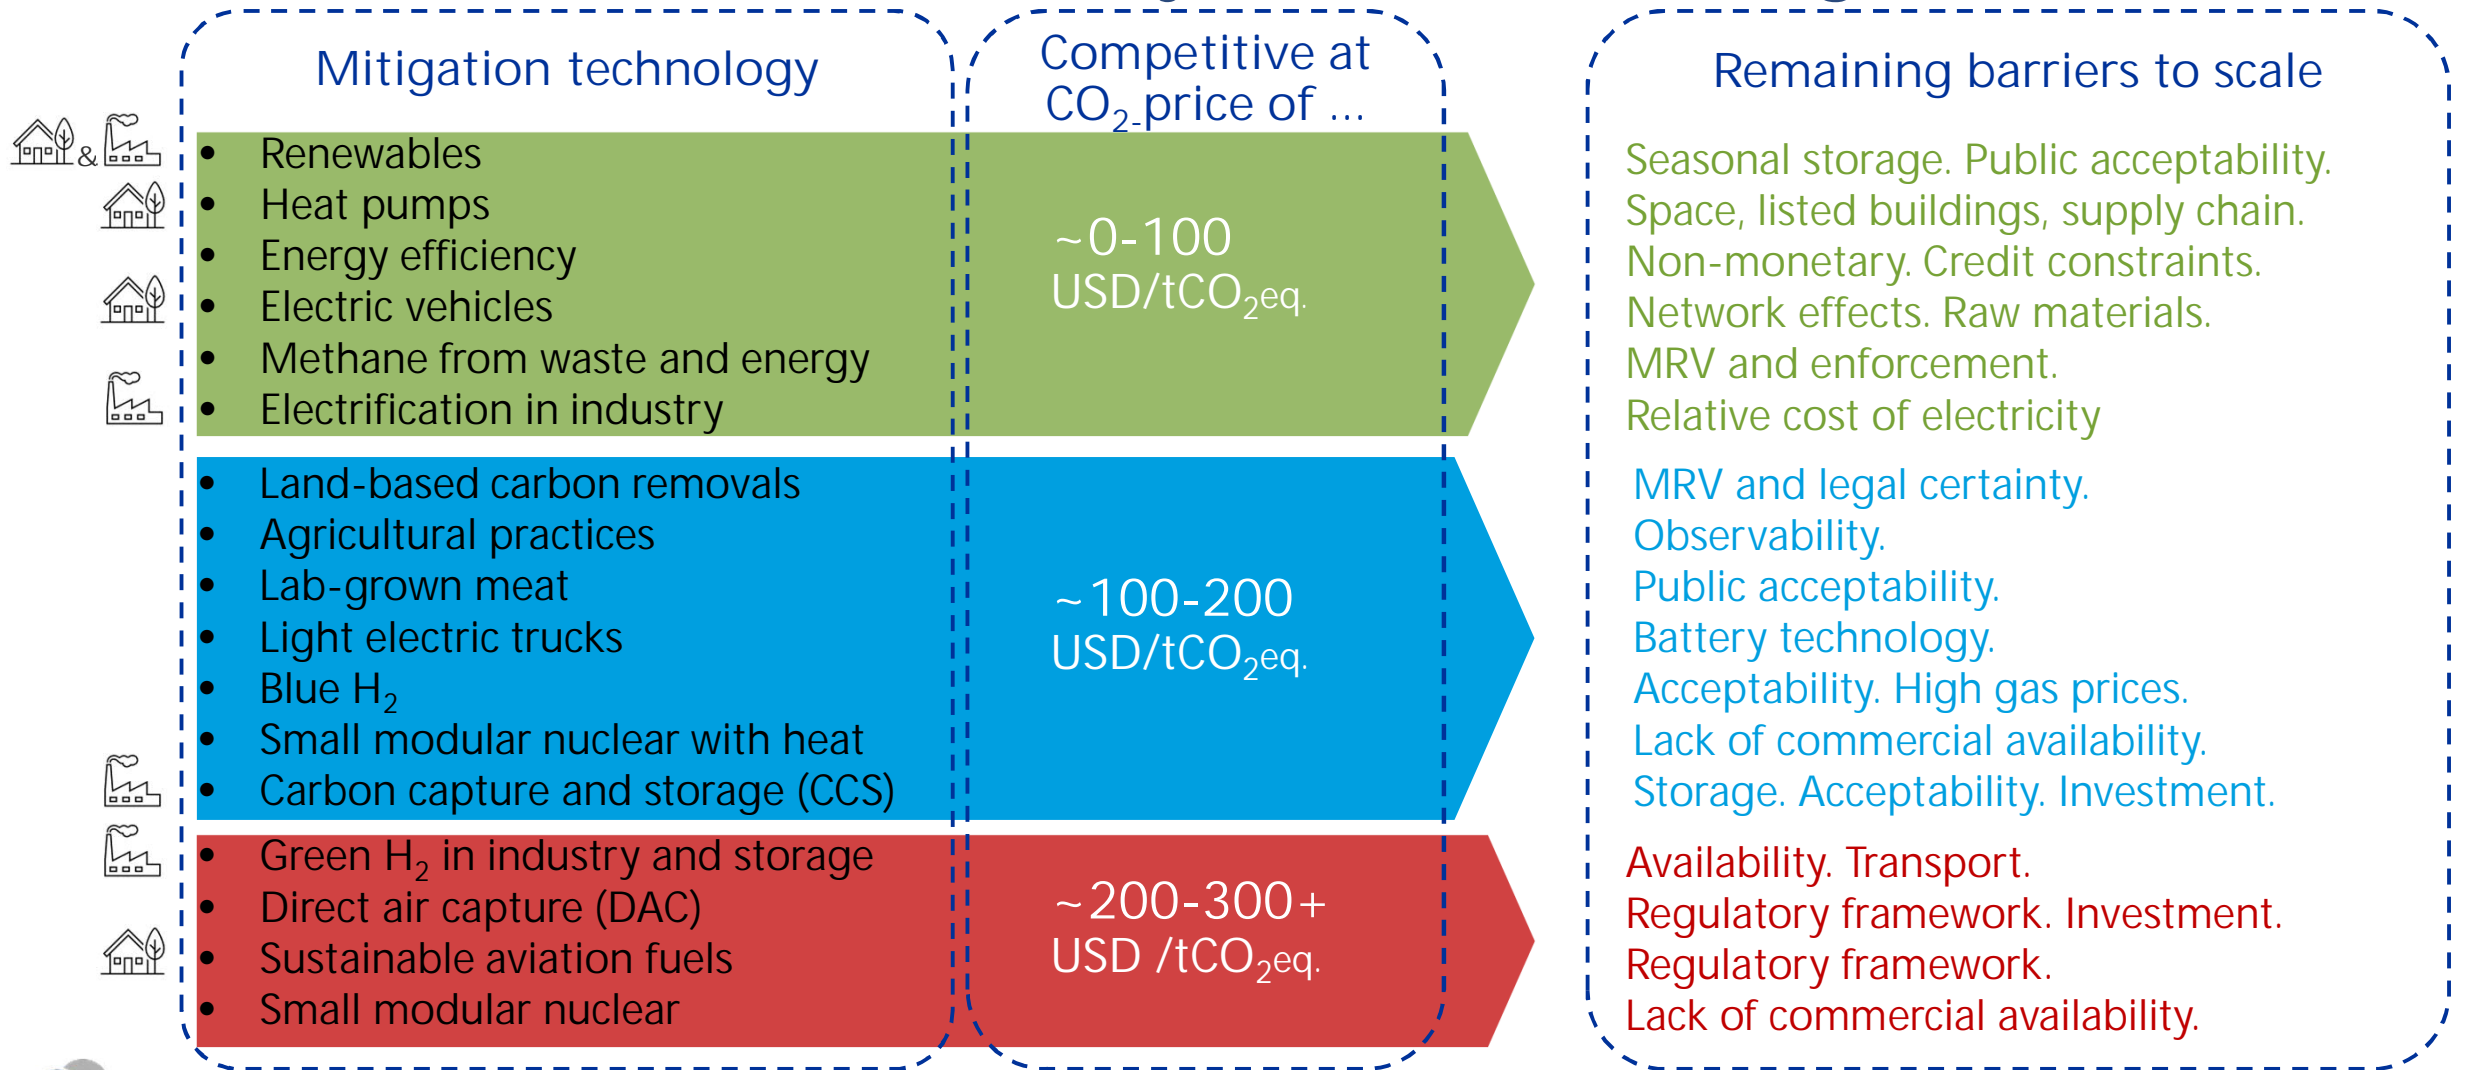 Mitigation technology
Competitive at
CO₂-price of ...
Remaining barriers to scale
&
• Renewables
• Heat pumps
• Energy efficiency
• Electric vehicles
• Methane from waste and energy
• Electrification in industry
~0-100
USD/tCO₂eq.
Seasonal storage. Public acceptability.
Space, listed buildings, supply chain.
Non-monetary. Credit constraints.
Network effects. Raw materials.
MRV and enforcement.
Relative cost of electricity
• Land-based carbon removals
• Agricultural practices
• Lab-grown meat
• Light electric trucks
• Blue H₂
• Small modular nuclear with heat
• Carbon capture and storage (CCS)
~100-200
USD/tCO₂eq.
MRV and legal certainty.
Observability.
Public acceptability.
Battery technology.
Acceptability. High gas prices.
Lack of commercial availability.
Storage. Acceptability. Investment.
• Green H₂ in industry and storage
• Direct air capture (DAC)
• Sustainable aviation fuels
• Small modular nuclear
~200-300+
USD /tCO₂eq.
Availability. Transport.
Regulatory framework. Investment.
Regulatory framework.
Lack of commercial availability.